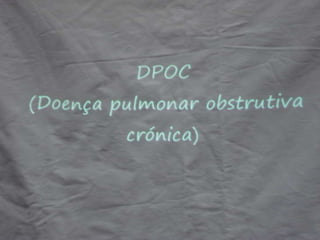 DPOC
(Doença pulmonar obstrutiva
crónica)